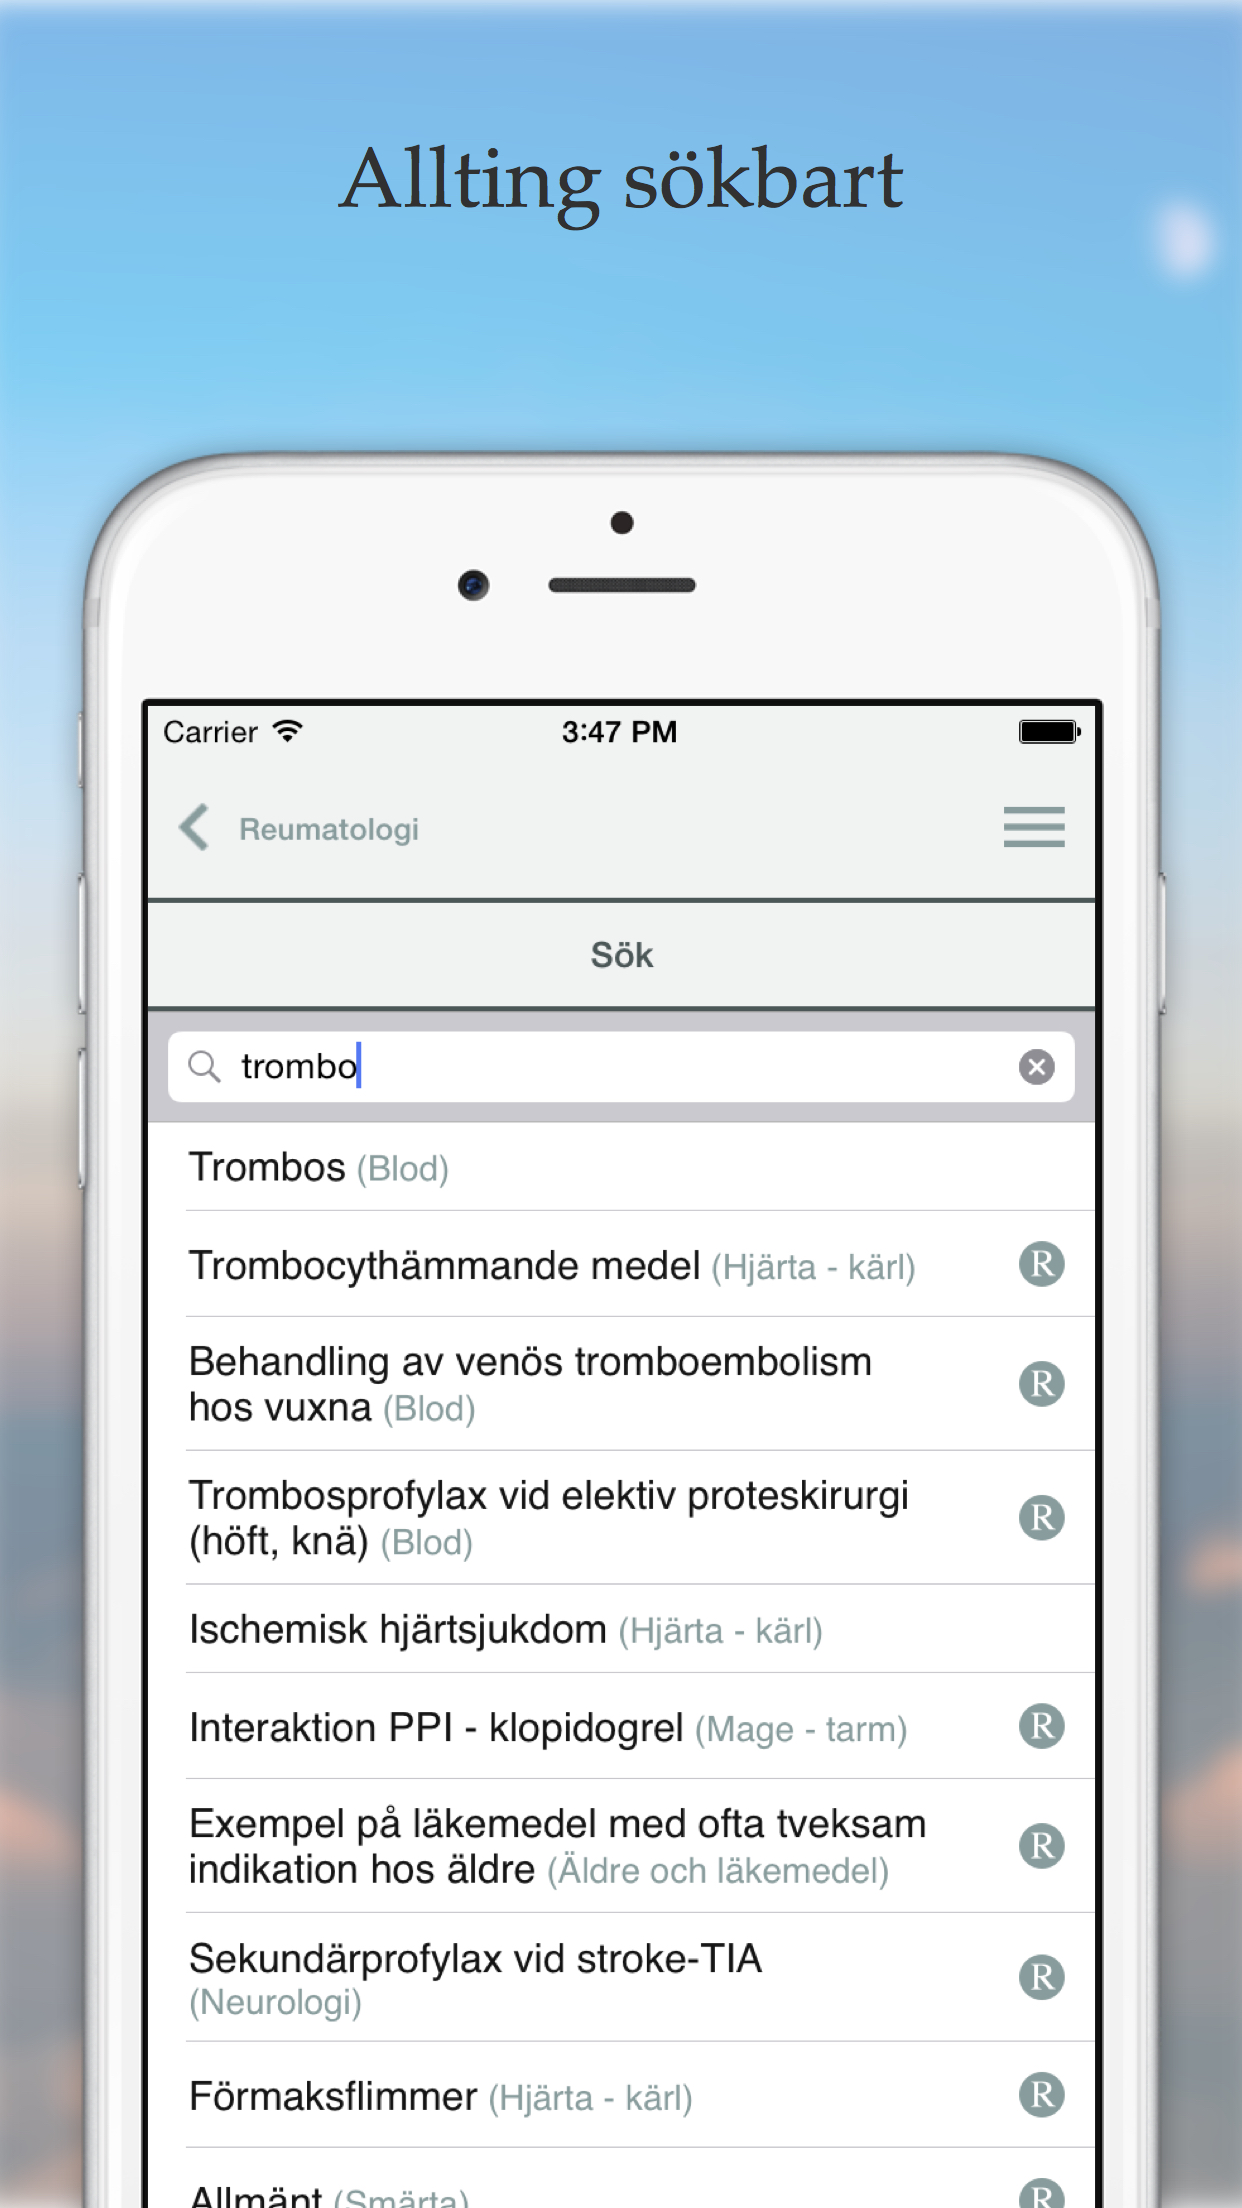 Allting sökbart
Carrier 3:47 PM
Reumatologi
Sök
trombo
Trombos (Blod)
Trombocythämmande medel (Hjärta - kärl) R
Behandling av venös tromboembolism
hos vuxna (Blod) R
Trombosprofylax vid elektiv proteskirurgi
(höft, knä) (Blod) R
Ischemisk hjärtsjukdom (Hjärta - kärl)
Interaktion PPI - klopidogrel (Mage - tarm) R
Exempel på läkemedel med ofta tveksam
indikation hos äldre (Äldre och läkemedel) R
Sekundärprofylax vid stroke-TIA
(Neurologi) R
Förmaksflimmer (Hjärta - kärl) R
Allmänt (Smärta) R